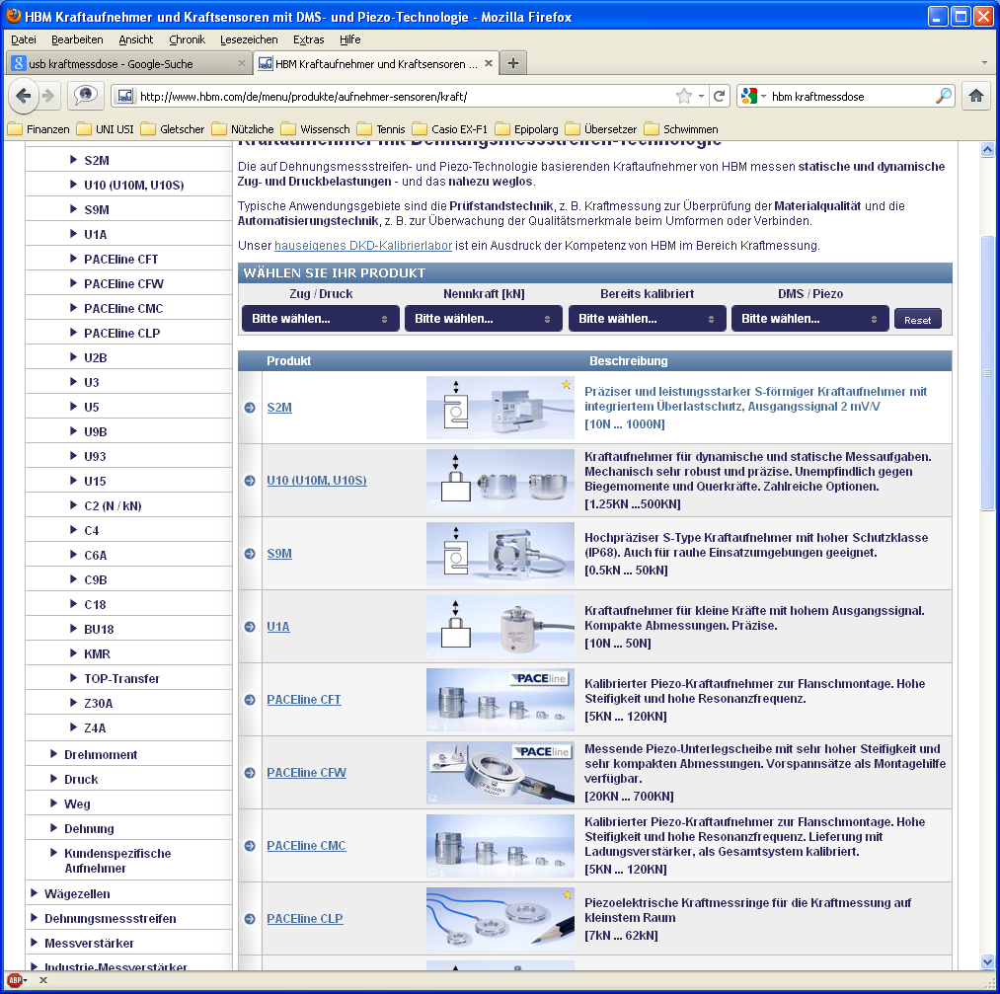 HBM Kraftaufnehmer und Kraftsensoren mit DMS- und Piezo-Technologie - Mozilla Firefox
Datei Bearbeiten Ansicht Chronik Lesezeichen Extras Hilfe
usb kraftmessdose - Google-Suche
HBM Kraftaufnehmer und Kraftsensoren ...
http://www.hbm.com/de/menu/produkte/aufnehmer-sensoren/kraft/
hbm kraftmessdose
Finanzen UNI USI Gletscher Nützliche Wissensch Tennis Casio EX-F1 Epipolarg Übersetzer Schwimmen
S2M
U10 (U10M, U10S)
S9M
U1A
PACEline CFT
PACEline CFW
PACEline CMC
PACEline CLP
U2B
U3
U5
U9B
U93
U15
C2 (N / kN)
C4
C6A
C9B
C18
BU18
KMR
TOP-Transfer
Z30A
Z4A
Drehmoment
Druck
Weg
Dehnung
Kundenspezifische
Aufnehmer
Wägezellen
Dehnungsmessstreifen
Messverstärker
Industrie-Messverstärker
Kraftaufnehmer mit Dehnungsmessstreifen-Technologie
Die auf Dehnungsmessstreifen- und Piezo-Technologie basierenden Kraftaufnehmer von HBM messen statische und dynamische
Zug- und Druckbelastungen - und das nahezu weglos.
Typische Anwendungsgebiete sind die Prüfstandstechnik, z. B. Kraftmessung zur Überprüfung der Materialqualität und die
Automatisierungstechnik, z. B. zur Überwachung der Qualitätsmerkmale beim Umformen oder Verbinden.
Unser hauseigenes DKD-Kalibrierlabor ist ein Ausdruck der Kompetenz von HBM im Bereich Kraftmessung.
WÄHLEN SIE IHR PRODUKT
Zug / Druck Nennkraft [kN] Bereits kalibriert DMS / Piezo
Bitte wählen... Bitte wählen... Bitte wählen... Bitte wählen... Reset
Produkt Beschreibung
S2M
Präziser und leistungsstarker S-förmiger Kraftaufnehmer mit
integriertem Überlastschutz, Ausgangssignal 2 mV/V
[10N ... 1000N]
U10 (U10M, U10S)
Kraftaufnehmer für dynamische und statische Messaufgaben.
Mechanisch sehr robust und präzise. Unempfindlich gegen
Biegemomente und Querkräfte. Zahlreiche Optionen.
[1.25KN ...500KN]
S9M
Hochpräziser S-Type Kraftaufnehmer mit hoher Schutzklasse
(IP68). Auch für rauhe Einsatzumgebungen geeignet.
[0.5kN ... 50kN]
U1A
Kraftaufnehmer für kleine Kräfte mit hohem Ausgangssignal.
Kompakte Abmessungen. Präzise.
[10N ... 50N]
PACEline CFT
PACEline
Kalibrierter Piezo-Kraftaufnehmer zur Flanschmontage. Hohe
Steifigkeit und hohe Resonanzfrequenz.
[5KN ... 120KN]
PACEline CFW
PACEline
Messende Piezo-Unterlegscheibe mit sehr hoher Steifigkeit und
sehr kompakten Abmessungen. Vorspannsätze als Montagehilfe
verfügbar.
[20KN ... 700KN]
PACEline CMC
Kalibrierter Piezo-Kraftaufnehmer zur Flanschmontage. Hohe
Steifigkeit und hohe Resonanzfrequenz. Lieferung mit
Ladungsverstärker, als Gesamtsystem kalibriert.
[5KN ... 120KN]
PACEline CLP
Piezoelektrische Kraftmessringe für die Kraftmessung auf
kleinstem Raum
[7kN ... 62kN]
ABP